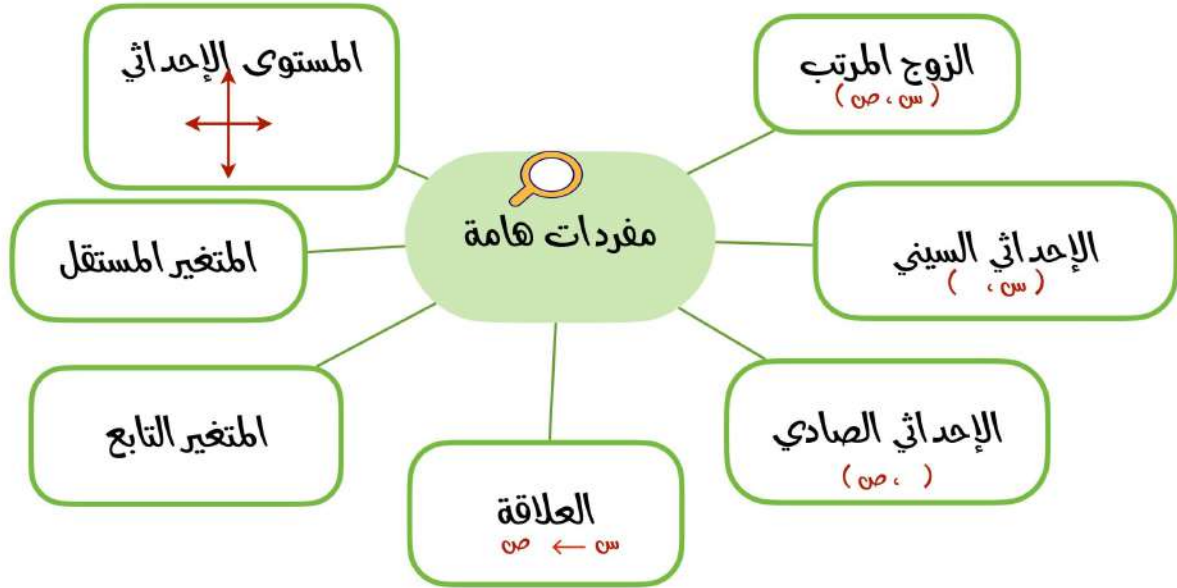 مفردات هامة
الزوج المرتب
( س ، ص )
الإحداثي السيني
( س ، )
الإحداثي الصادي
( ، ص )
العلاقة
س ← ص
المتغير التابع
المتغير المستقل
المستوى الإحداثي